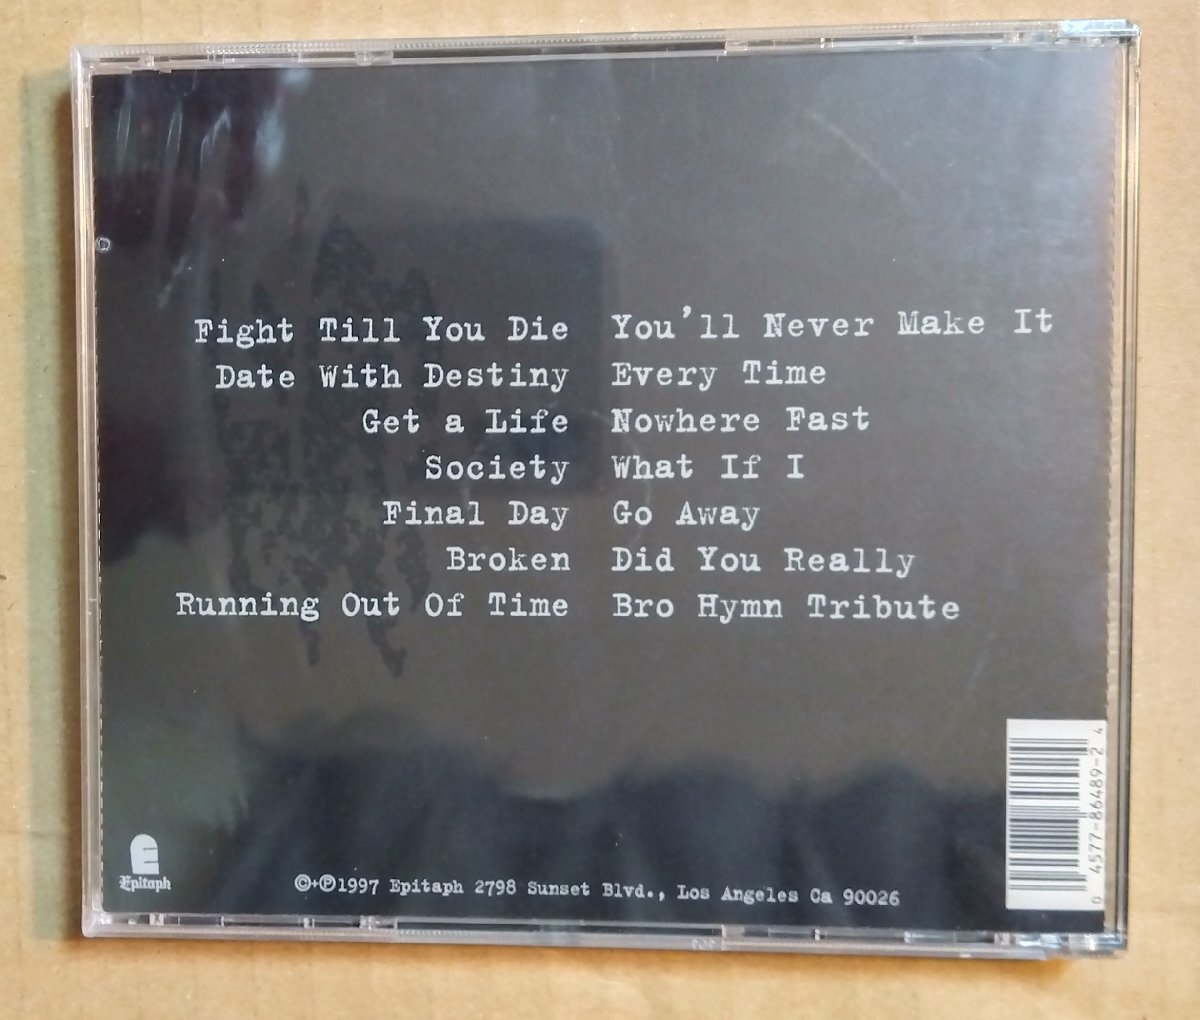 Fight Till You Die
Date With Destiny
Get a Life
Society
Final Day
Broken
Running Out Of Time
You'll Never Make It
Every Time
Nowhere Fast
What If I
Go Away
Did You Really
Bro Hymn Tribute
Epitaph
©+℗1997 Epitaph 2798 Sunset Blvd., Los Angeles Ca 90026
0 4577-86489-2 4